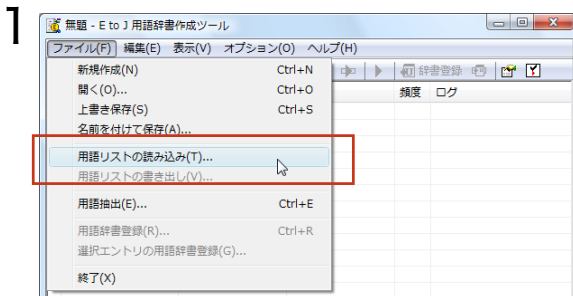 1
無題 - E to J 用語辞書作成ツール
ファイル(F) 編集(E) 表示(V) オプション(O) ヘルプ(H)
新規作成(N) Ctrl+N
辞書登録
開く(O)... Ctrl+O
頻度 ログ
上書き保存(S) Ctrl+S
名前を付けて保存(A)...
用語リストの読み込み(T)...
用語リストの書き出し(V)...
用語抽出(E)... Ctrl+E
用語辞書登録(R)... Ctrl+R
選択エントリの用語辞書登録(G)...
終了(X)